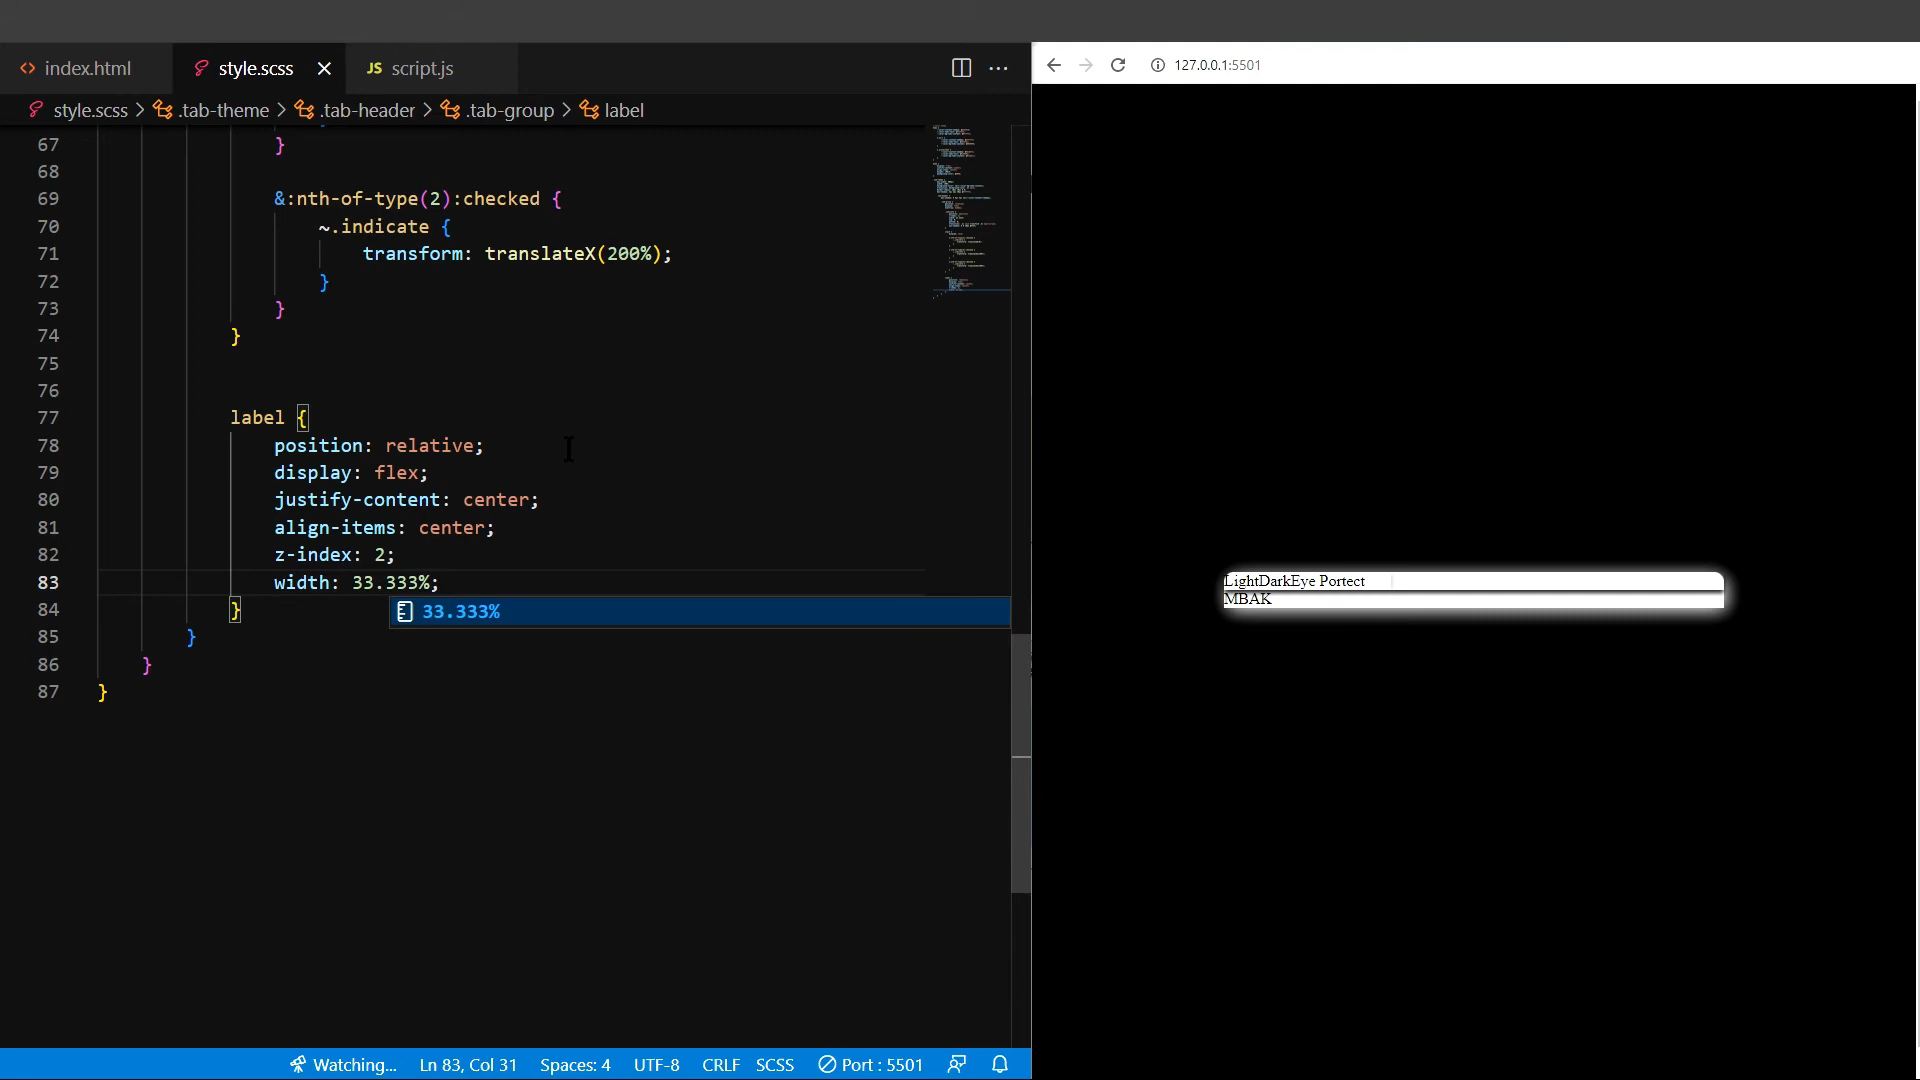 index.html
style.scss
JS script.js
127.0.0.1:5501
style.scss > .tab-theme > .tab-header > .tab-group > label
67 }
68
69 &:nth-of-type(2):checked {
70 ~.indicate {
71 transform: translateX(200%);
72 }
73 }
74 }
75
76
77 label {
78 position: relative;
79 display: flex;
80 justify-content: center;
81 align-items: center;
82 z-index: 2;
83 width: 33.333%;
33.333%
84 }
85 }
86 }
87 }
LightDarkEye Portect
MBAK
Watching... Ln 83, Col 31 Spaces: 4 UTF-8 CRLF SCSS Port : 5501